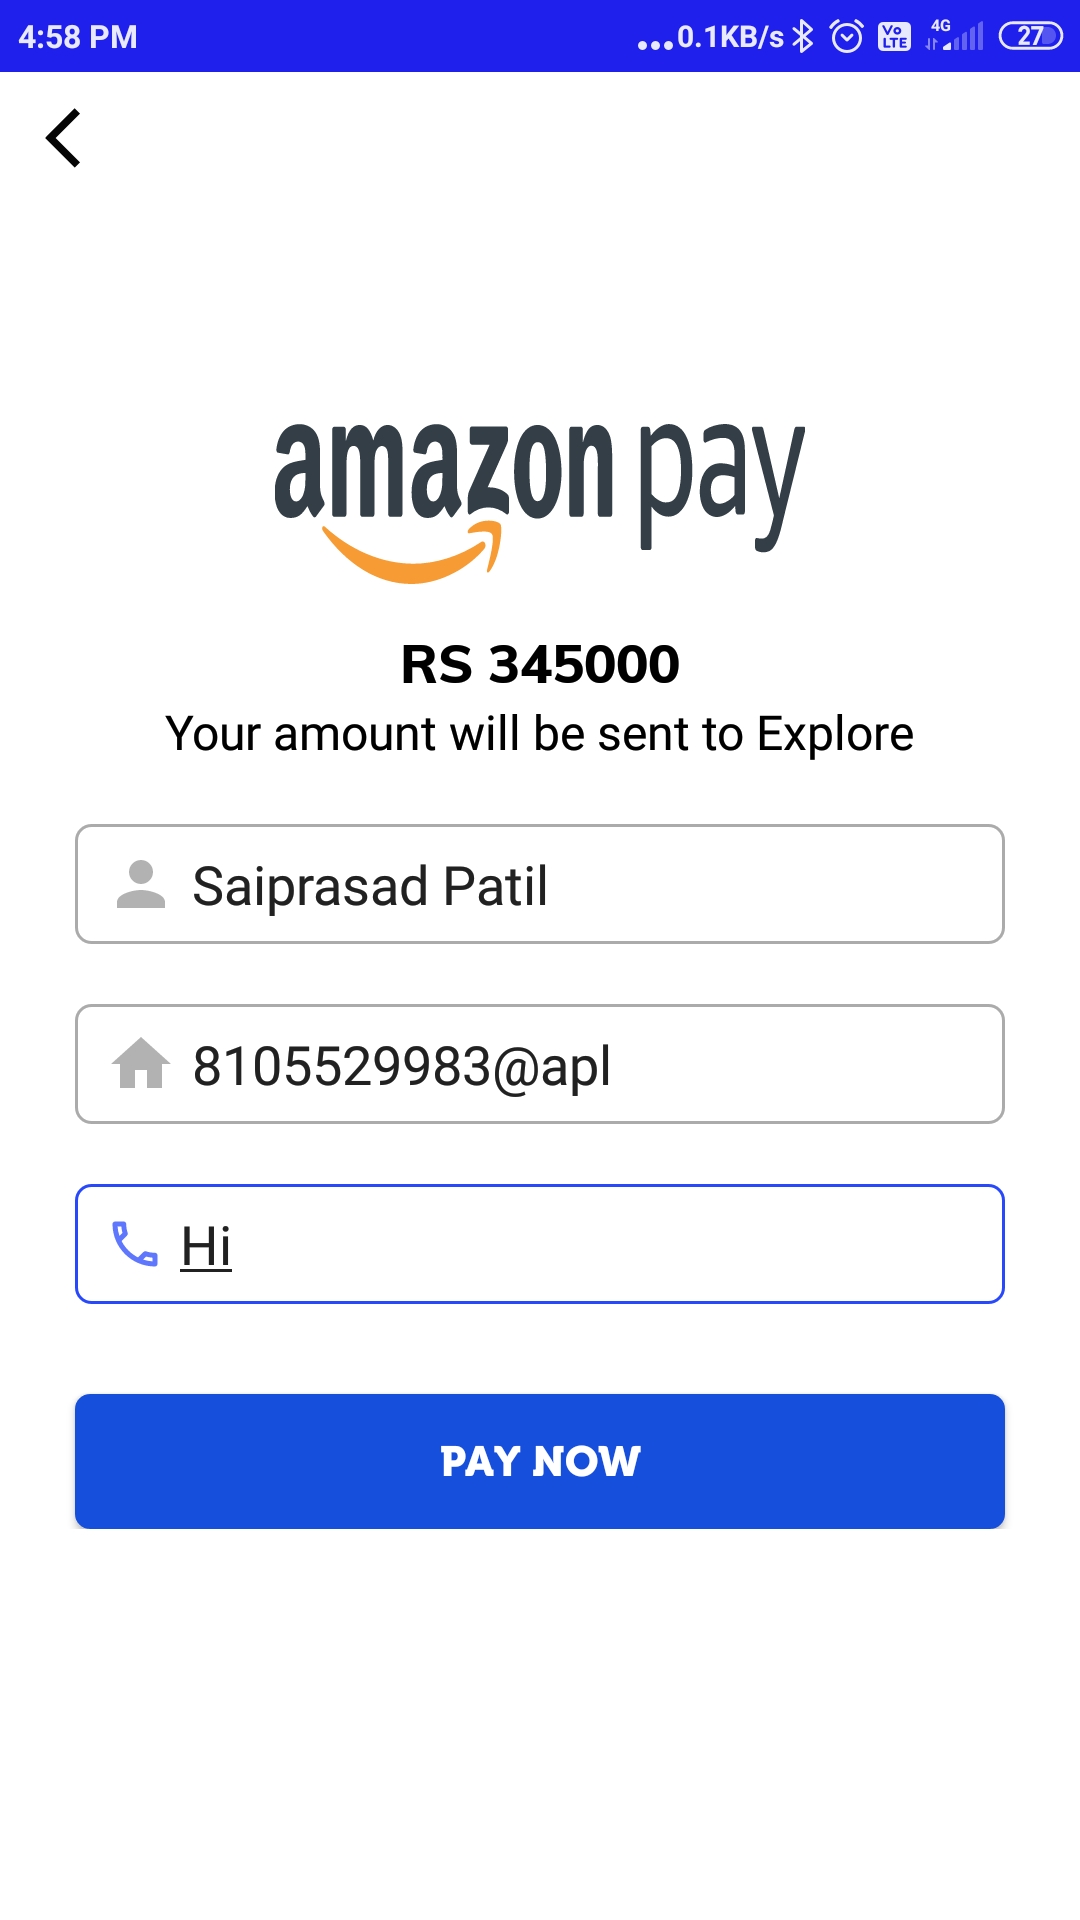 4:58 PM
...0.1KB/s Vo LTE 4G 27
amazon pay
RS 345000
Your amount will be sent to Explore
Saiprasad Patil
8105529983@apl
Hi
PAY NOW